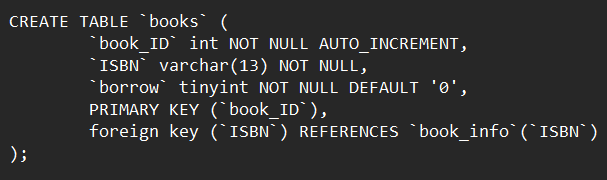 CREATE TABLE `books` (
        `book_ID` int NOT NULL AUTO_INCREMENT,
        `ISBN` varchar(13) NOT NULL,
        `borrow` tinyint NOT NULL DEFAULT '0',
        PRIMARY KEY (`book_ID`),
        foreign key (`ISBN`) REFERENCES `book_info`(`ISBN`)
);